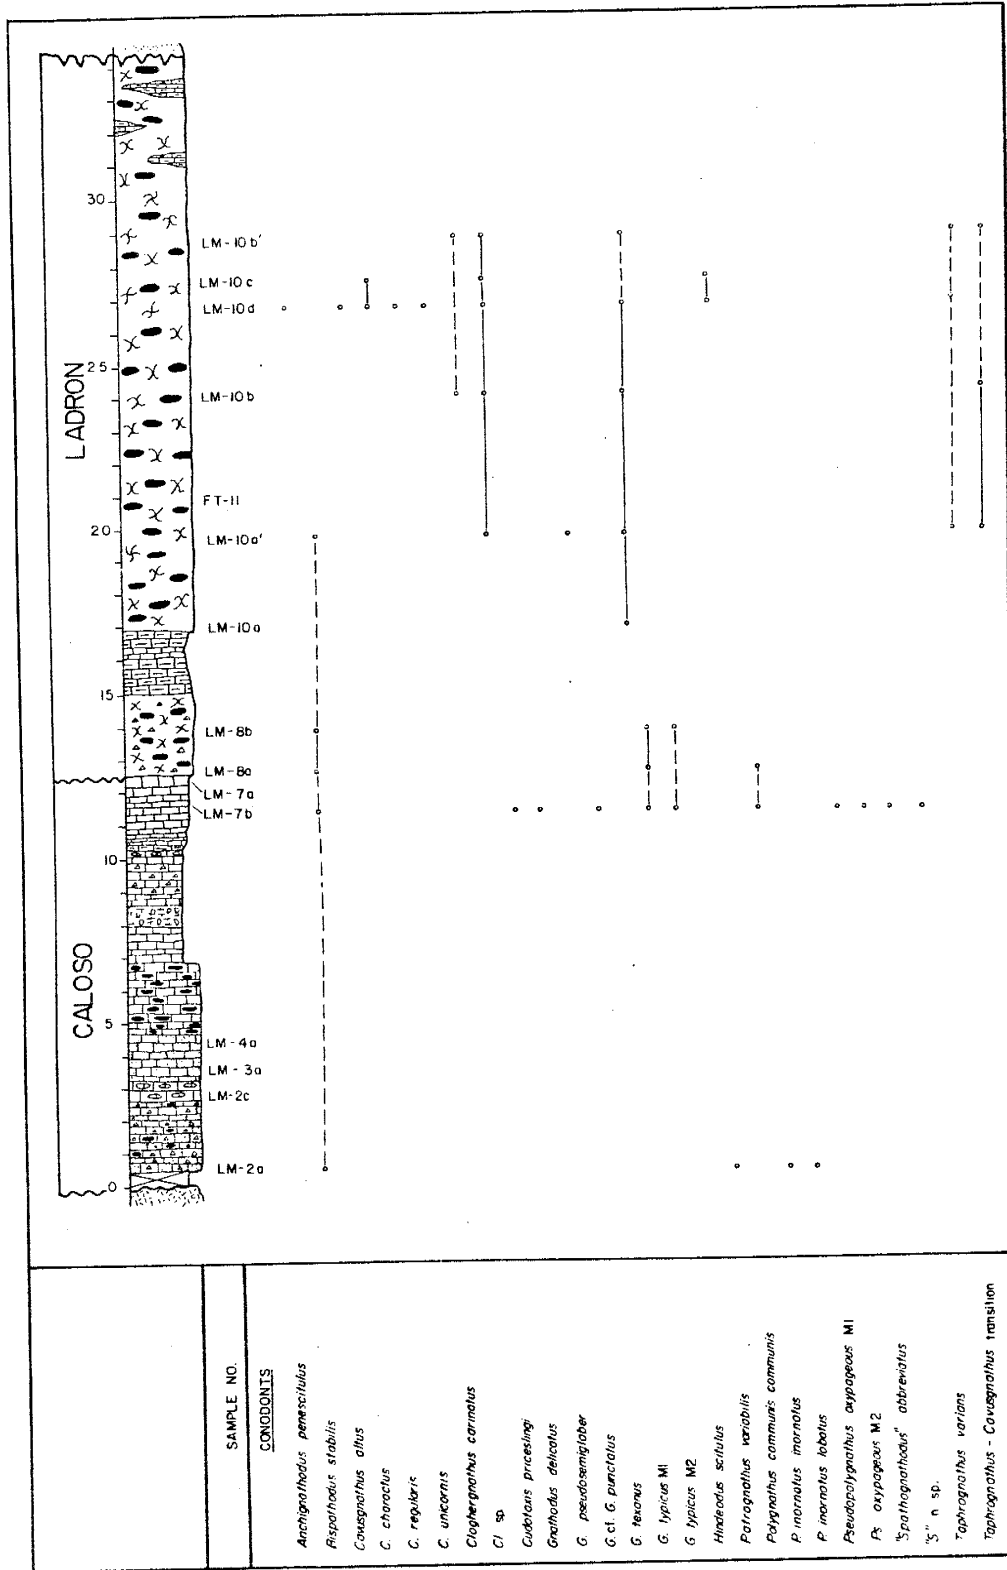 LADRON
CALOSO
30
25
20
15
10
5
0
LM-10b'
LM-10c
LM-10d
LM-10b
FT-11
LM-10a'
LM-10a
LM-8b
LM-8a
LM-7a
LM-7b
LM-4a
LM-3a
LM-2c
LM-2a
SAMPLE NO.
CONODONTS
Anchignathodus penescitulus
Bispathodus stabilis
Cavusgnathus altus
C. charactus
C. regularis
C. unicornis
Cloghergnathus carinatus
Cl sp
Cudotaxis priceslingi
Gnathodus delicatus
G. pseudosemiglaber
G. cf. G. punctatus
G. texanus
G. typicus M1
G typicus M2
Hindeodus scitulus
Patrognathus variabilis
Polygnathus communis communis
P. inornatus inornatus
P. inornatus lobatus
Pseudopolygnathus oxypageous M1
Ps oxypageous M2
"Spathognathodus" abbreviatus
"S" n sp.
Taphrognathus varians
Taphrognathus - Cavusgnathus transition